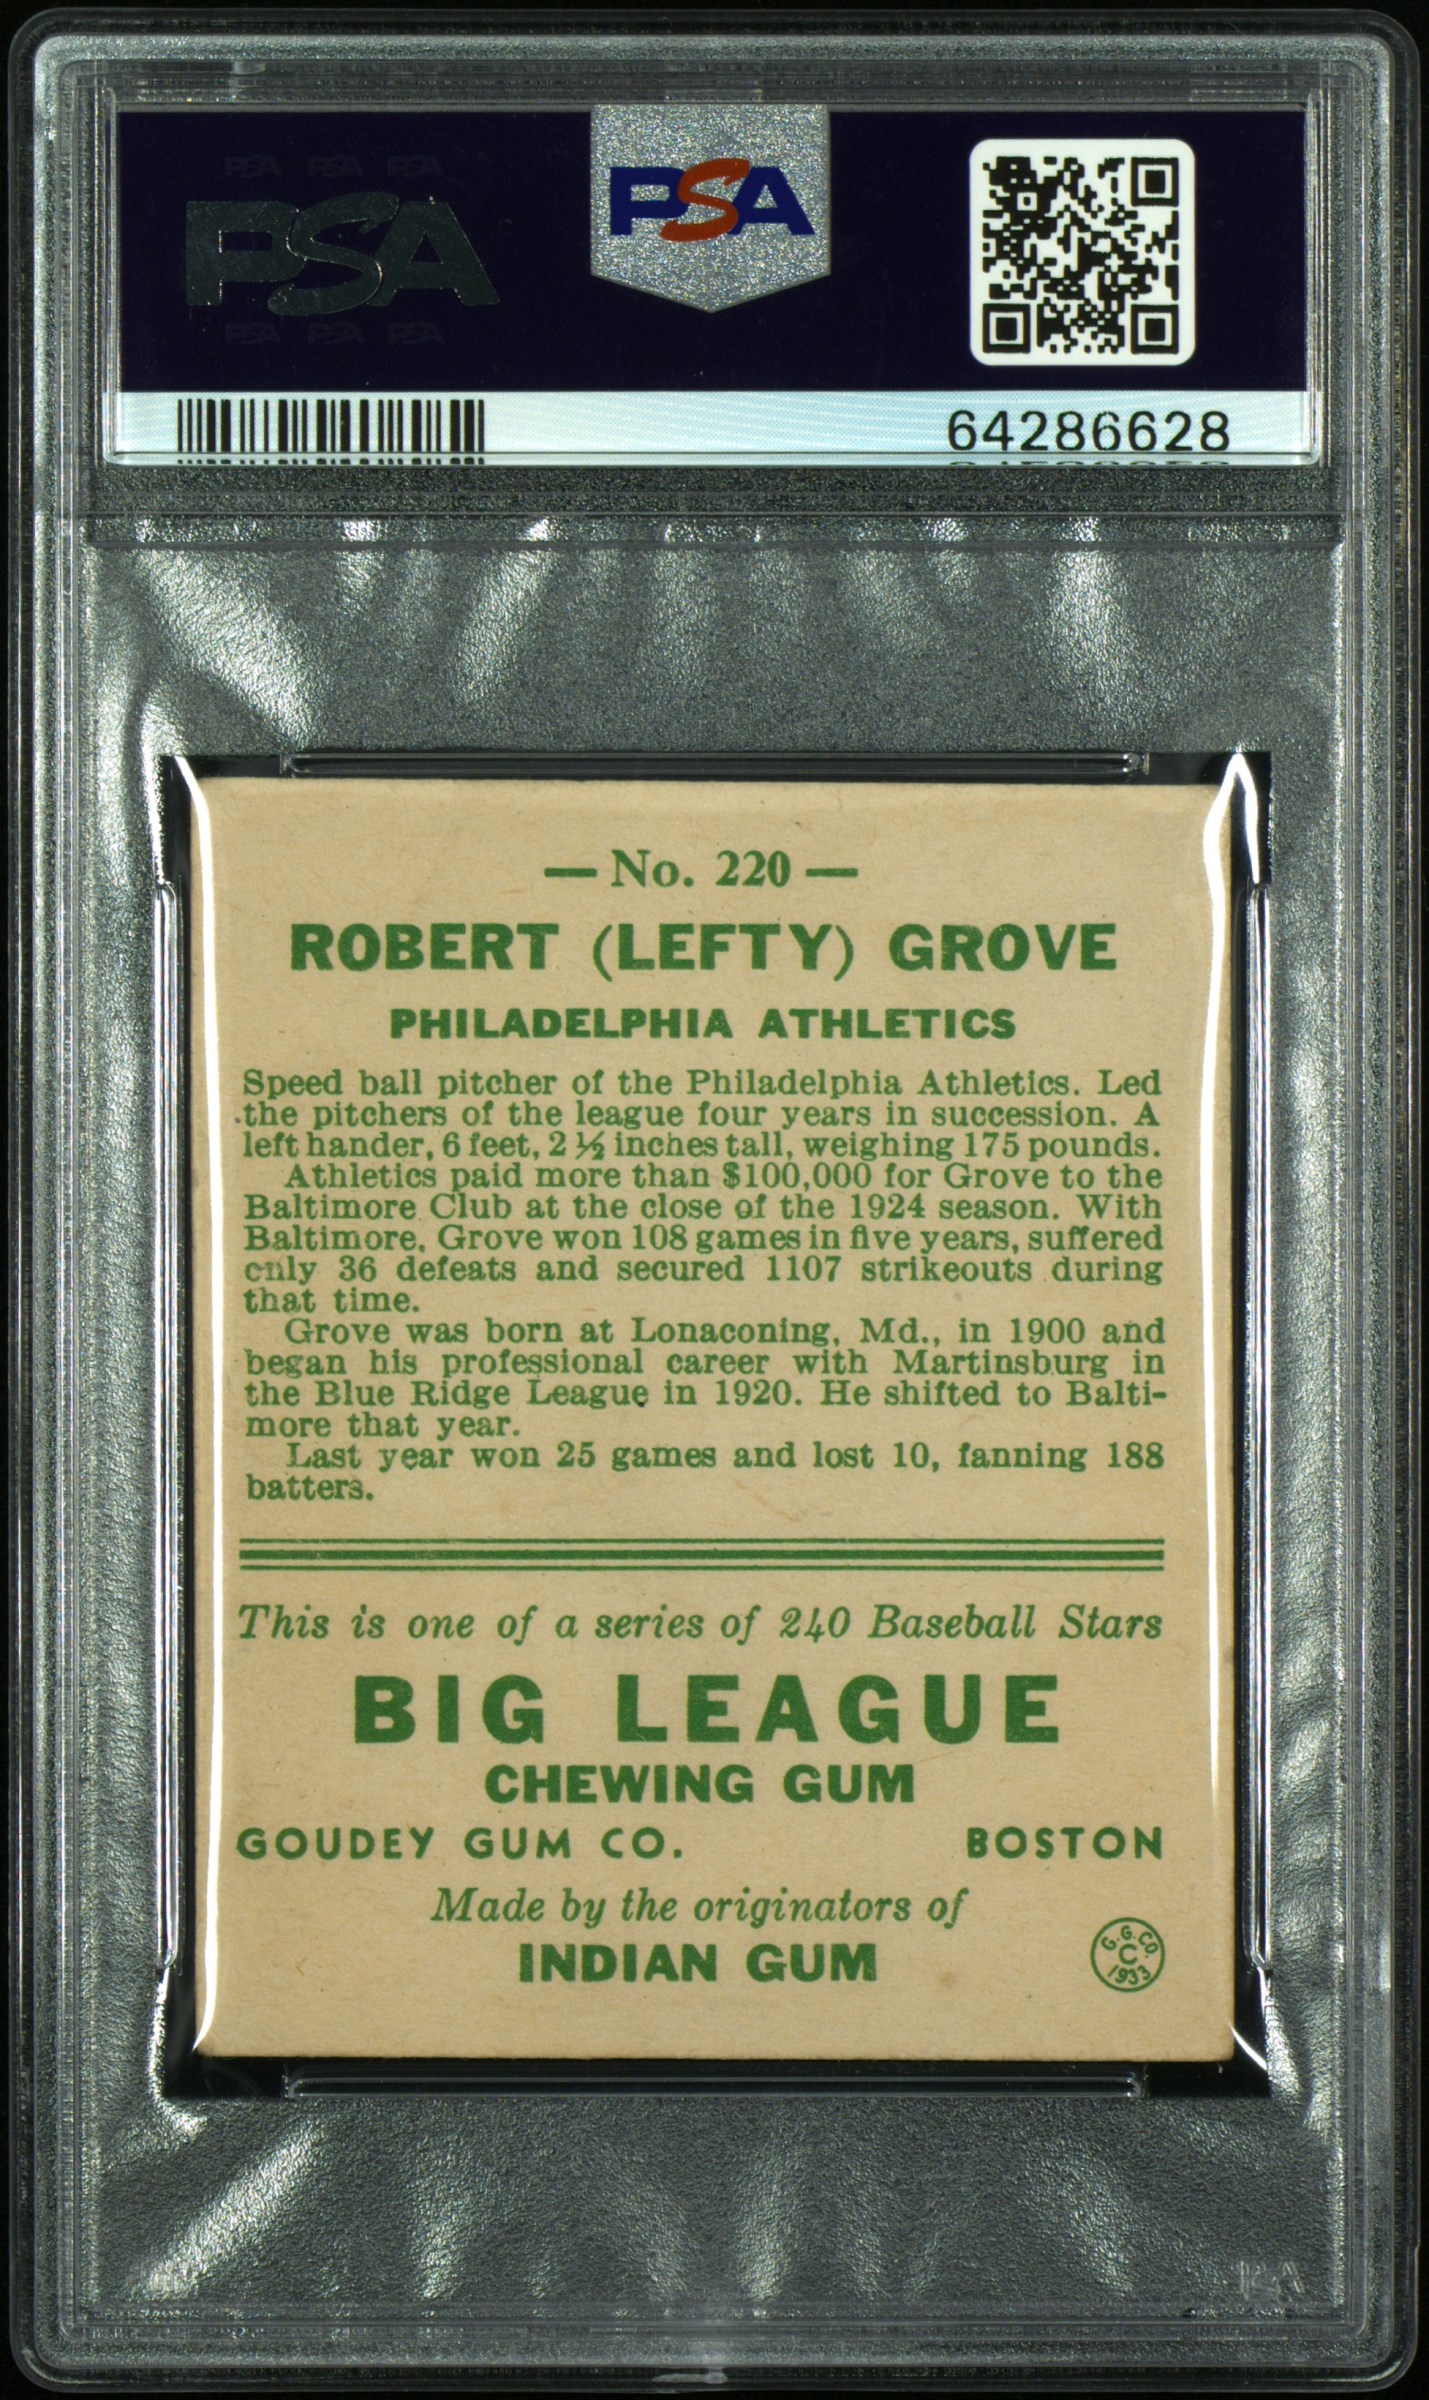 PSA PSA PSA
PSA
PSA PSA PSA
PSA
64286628
— No. 220 —
ROBERT (LEFTY) GROVE
PHILADELPHIA ATHLETICS
Speed ball pitcher of the Philadelphia Athletics. Led
the pitchers of the league four years in succession. A
left hander, 6 feet, 2 ½ inches tall, weighing 175 pounds.
Athletics paid more than $100,000 for Grove to the
Baltimore Club at the close of the 1924 season. With
Baltimore, Grove won 108 games in five years, suffered
only 36 defeats and secured 1107 strikeouts during
that time.
Grove was born at Lonaconing, Md., in 1900 and
began his professional career with Martinsburg in
the Blue Ridge League in 1920. He shifted to Balti-
more that year.
Last year won 25 games and lost 10, fanning 188
batters.
This is one of a series of 240 Baseball Stars
BIG LEAGUE
CHEWING GUM
GOUDEY GUM CO. BOSTON
Made by the originators of
INDIAN GUM
G. G. CO.
C
1933